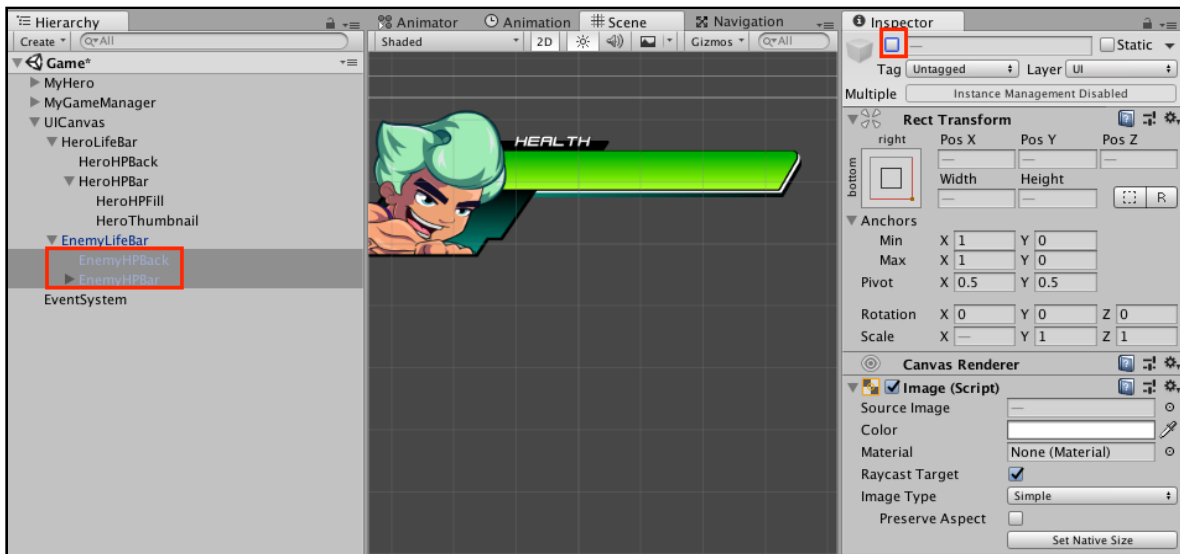 Hierarchy
Create
All
Game*
MyHero
MyGameManager
UICanvas
HeroLifeBar
HeroHPBack
HeroHPBar
HeroHPFill
HeroThumbnail
EnemyLifeBar
EnemyHPBack
EnemyHPBar
EventSystem
Animator Animation Scene Navigation
Shaded 2D Gizmos All
HEALTH
Inspector
— Static
Tag Untagged Layer UI
Multiple Instance Management Disabled
Rect Transform
right Pos X Pos Y Pos Z
bottom — — —
Width Height
— — R
Anchors
Min X 1 Y 0
Max X 1 Y 0
Pivot X 0.5 Y 0.5
Rotation X 0 Y 0 Z 0
Scale X — Y 1 Z 1
Canvas Renderer
Image (Script)
Source Image —
Color
Material None (Material)
Raycast Target
Image Type Simple
Preserve Aspect
Set Native Size